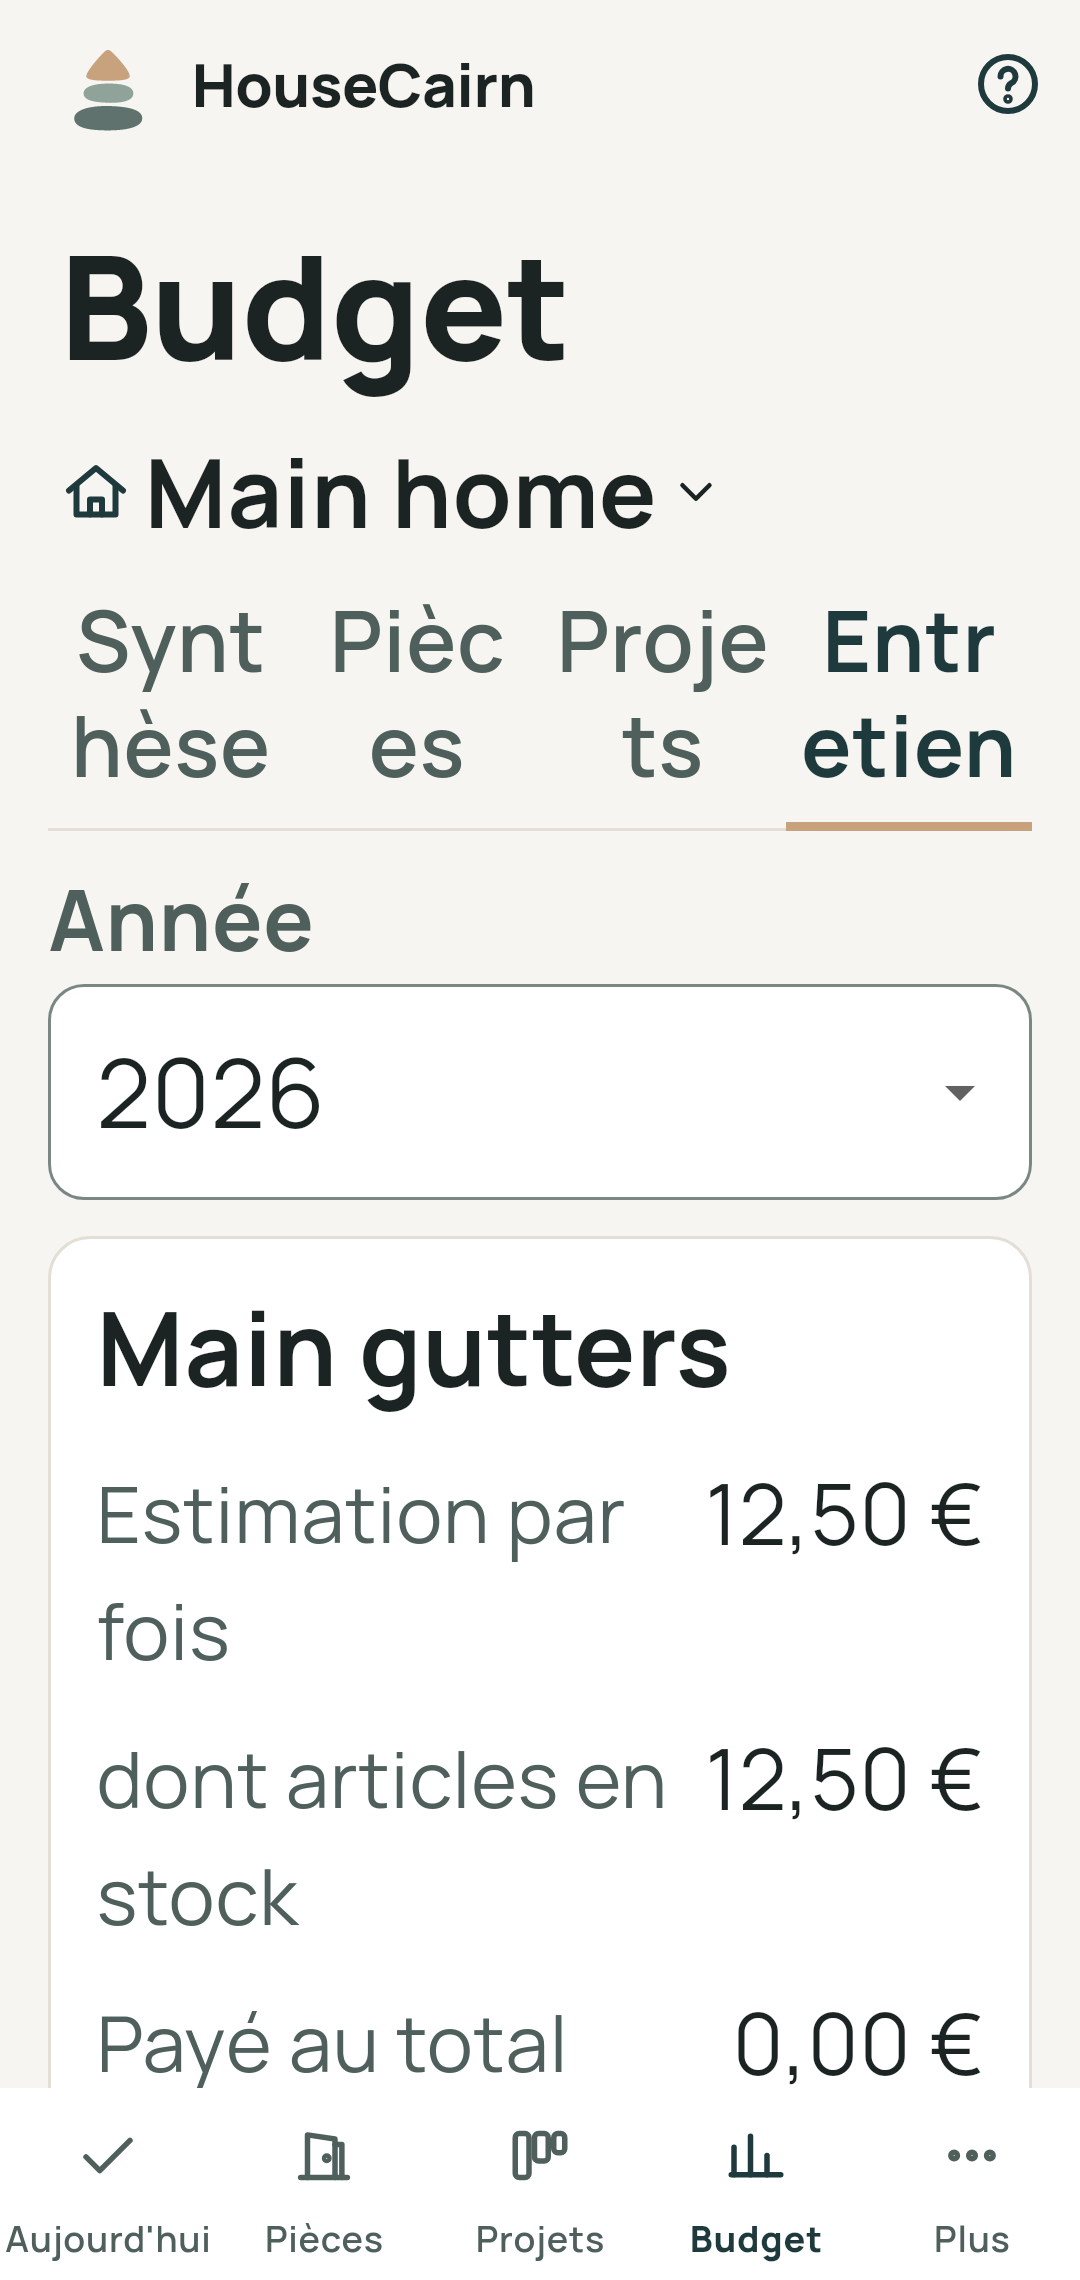 HouseCairn
Budget
Main home
Synt
hèse
Pièc
es
Proje
ts
Entr
etien
Année
2026
Main gutters
Estimation par
fois
12,50 €
dont articles en
stock
12,50 €
Payé au total
0,00 €
Aujourd'hui
Pièces
Projets
Budget
Plus